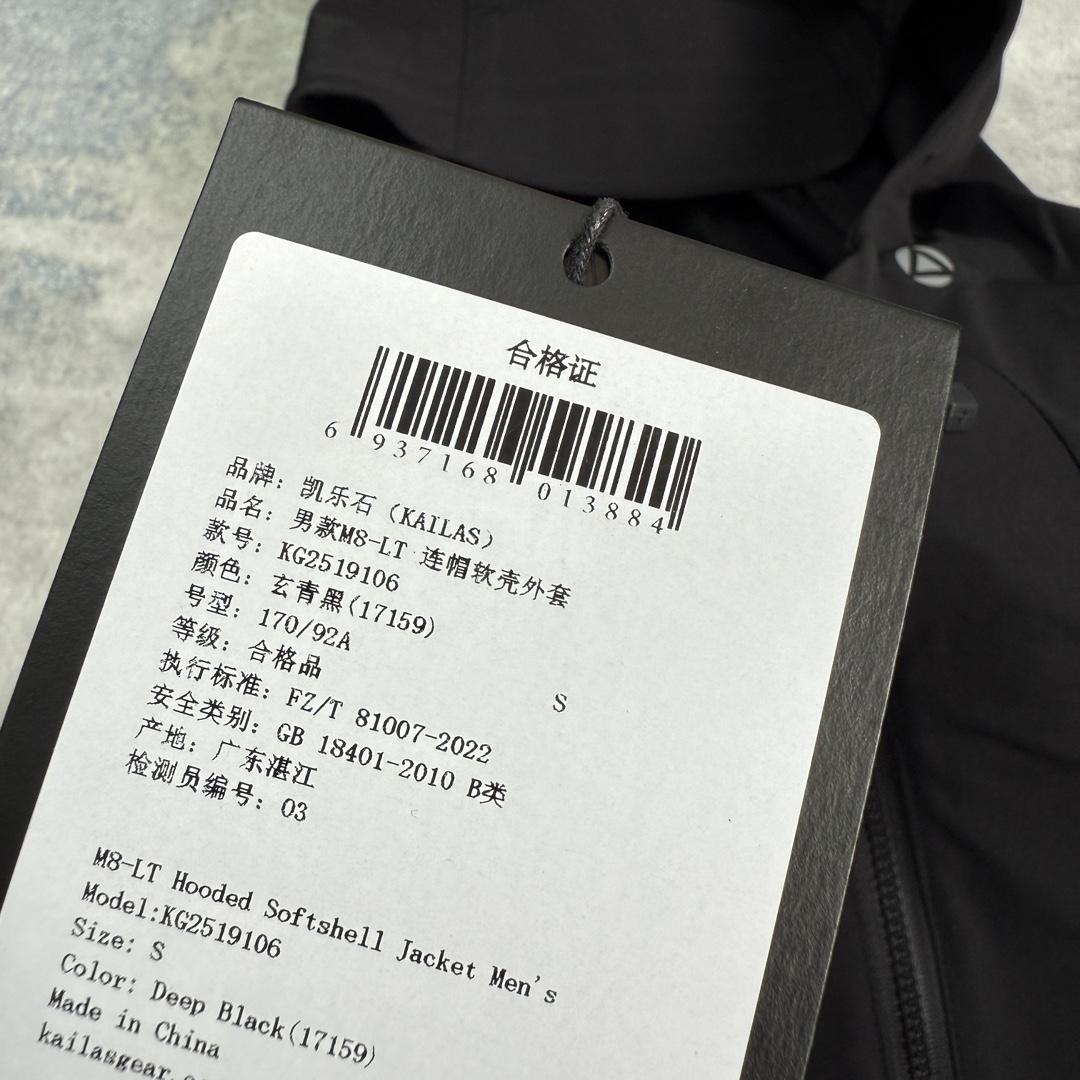 合格证
6 937168 013884
品牌: 凯乐石 (KAILAS)
品名: 男款M8-LT 连帽软壳外套
款号: KG2519106
颜色: 玄青黑(17159)
号型: 170/92A S
等级: 合格品
执行标准: FZ/T 81007-2022
安全类别: GB 18401-2010 B类
产地: 广东湛江
检测员编号: 03
M8-LT Hooded Softshell Jacket Men's
Model:KG2519106
Size: S
Color: Deep Black(17159)
Made in China